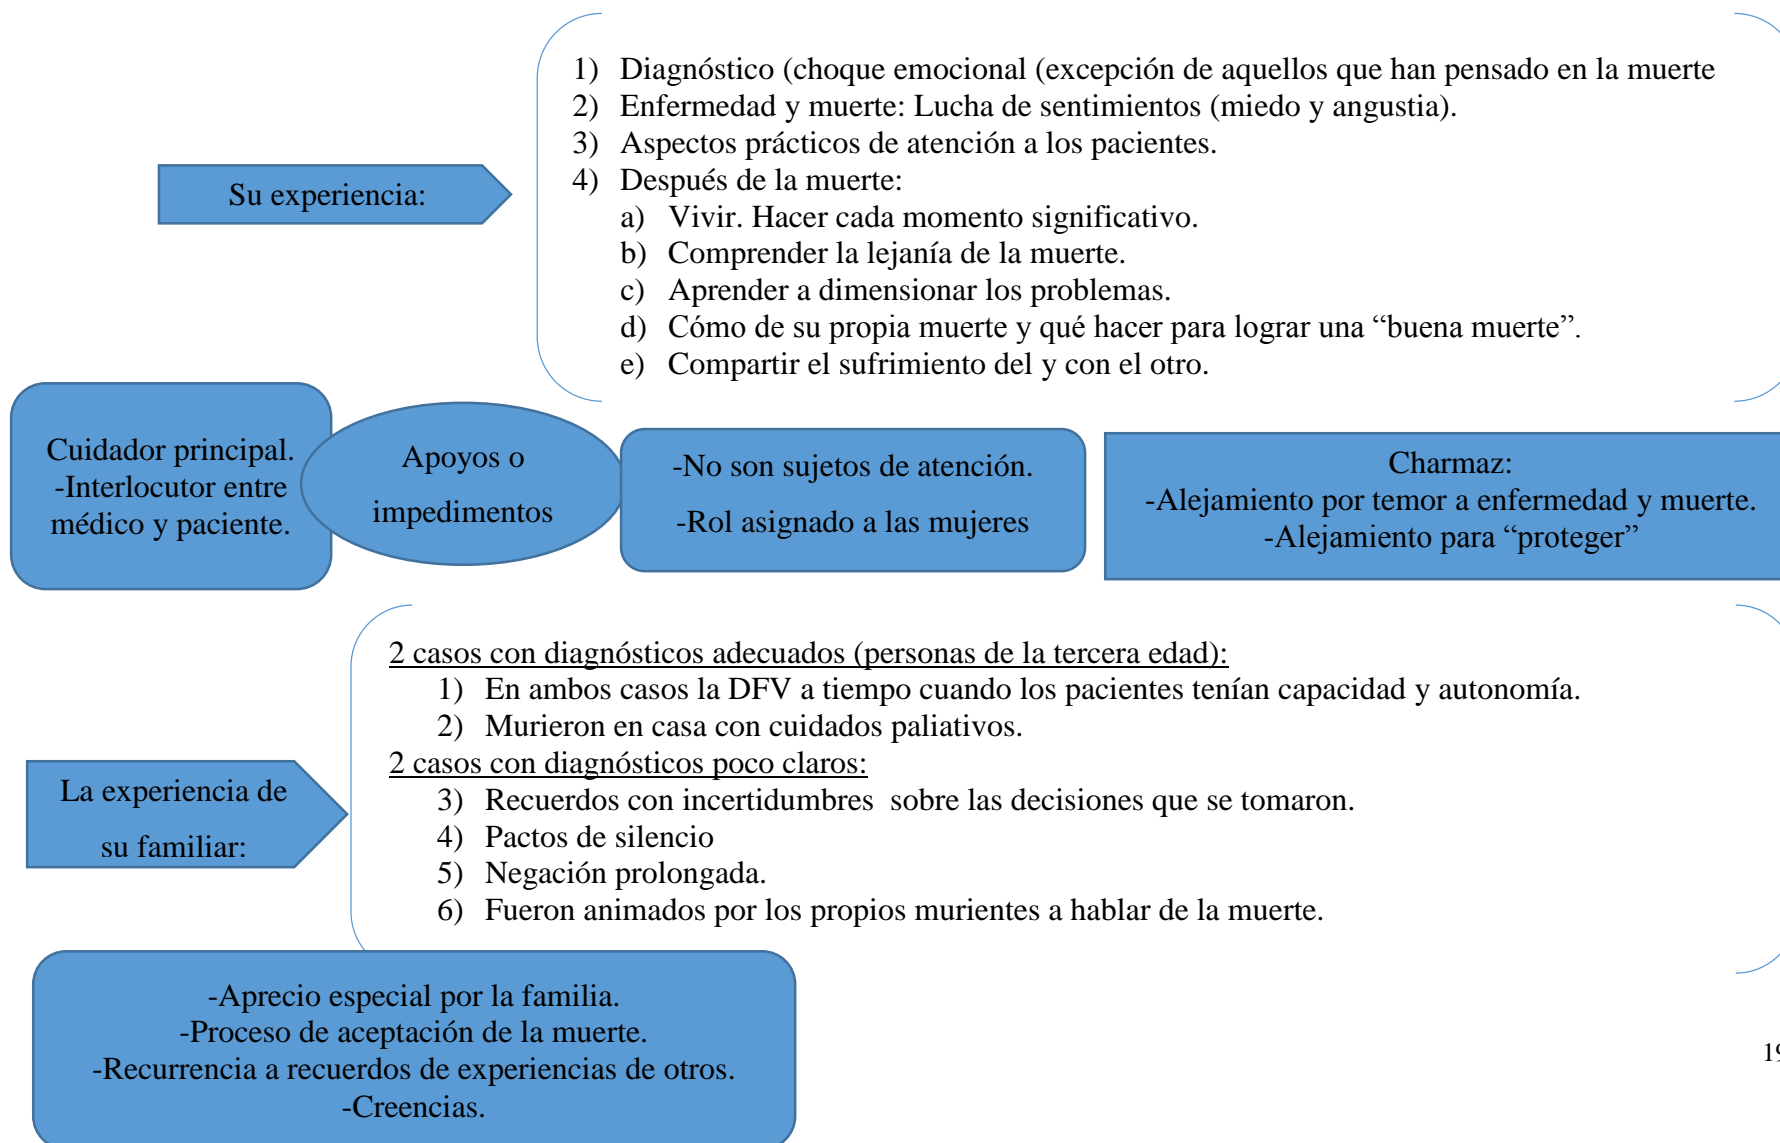 1) Diagnóstico (choque emocional (excepción de aquellos que han pensado en la muerte
2) Enfermedad y muerte: Lucha de sentimientos (miedo y angustia).
3) Aspectos prácticos de atención a los pacientes.
4) Después de la muerte:
a) Vivir. Hacer cada momento significativo.
b) Comprender la lejanía de la muerte.
c) Aprender a dimensionar los problemas.
d) Cómo de su propia muerte y qué hacer para lograr una “buena muerte”.
e) Compartir el sufrimiento del y con el otro.
Su experiencia:
Cuidador principal.
-Interlocutor entre
médico y paciente.
Apoyos o
impedimentos
-No son sujetos de atención.
-Rol asignado a las mujeres
Charmaz:
-Alejamiento por temor a enfermedad y muerte.
-Alejamiento para “proteger”
La experiencia de
su familiar:
2 casos con diagnósticos adecuados (personas de la tercera edad):
1) En ambos casos la DFV a tiempo cuando los pacientes tenían capacidad y autonomía.
2) Murieron en casa con cuidados paliativos.
2 casos con diagnósticos poco claros:
3) Recuerdos con incertidumbres sobre las decisiones que se tomaron.
4) Pactos de silencio
5) Negación prolongada.
6) Fueron animados por los propios murientes a hablar de la muerte.
-Aprecio especial por la familia.
-Proceso de aceptación de la muerte.
-Recurrencia a recuerdos de experiencias de otros.
-Creencias.